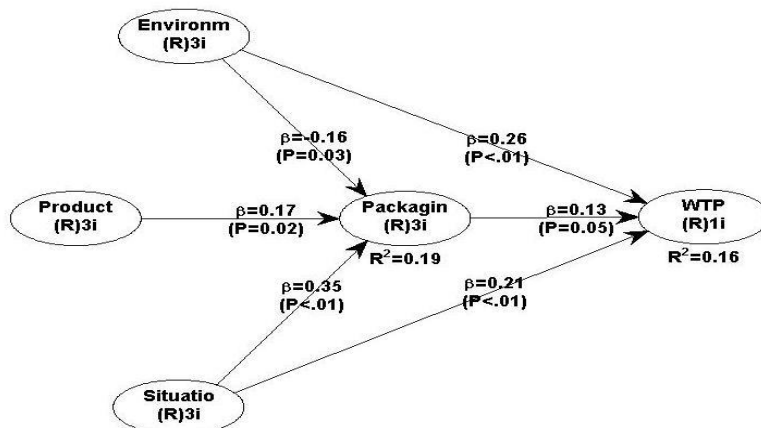 Environm
(R)3i
β=-0.16
(P=0.03)
β=0.26
(P<.01)
Product
(R)3i
β=0.17
(P=0.02)
Packagin
(R)3i
R²=0.19
β=0.13
(P=0.05)
WTP
(R)1i
R²=0.16
β=0.35
(P<.01)
β=0.21
(P<.01)
Situatio
(R)3i